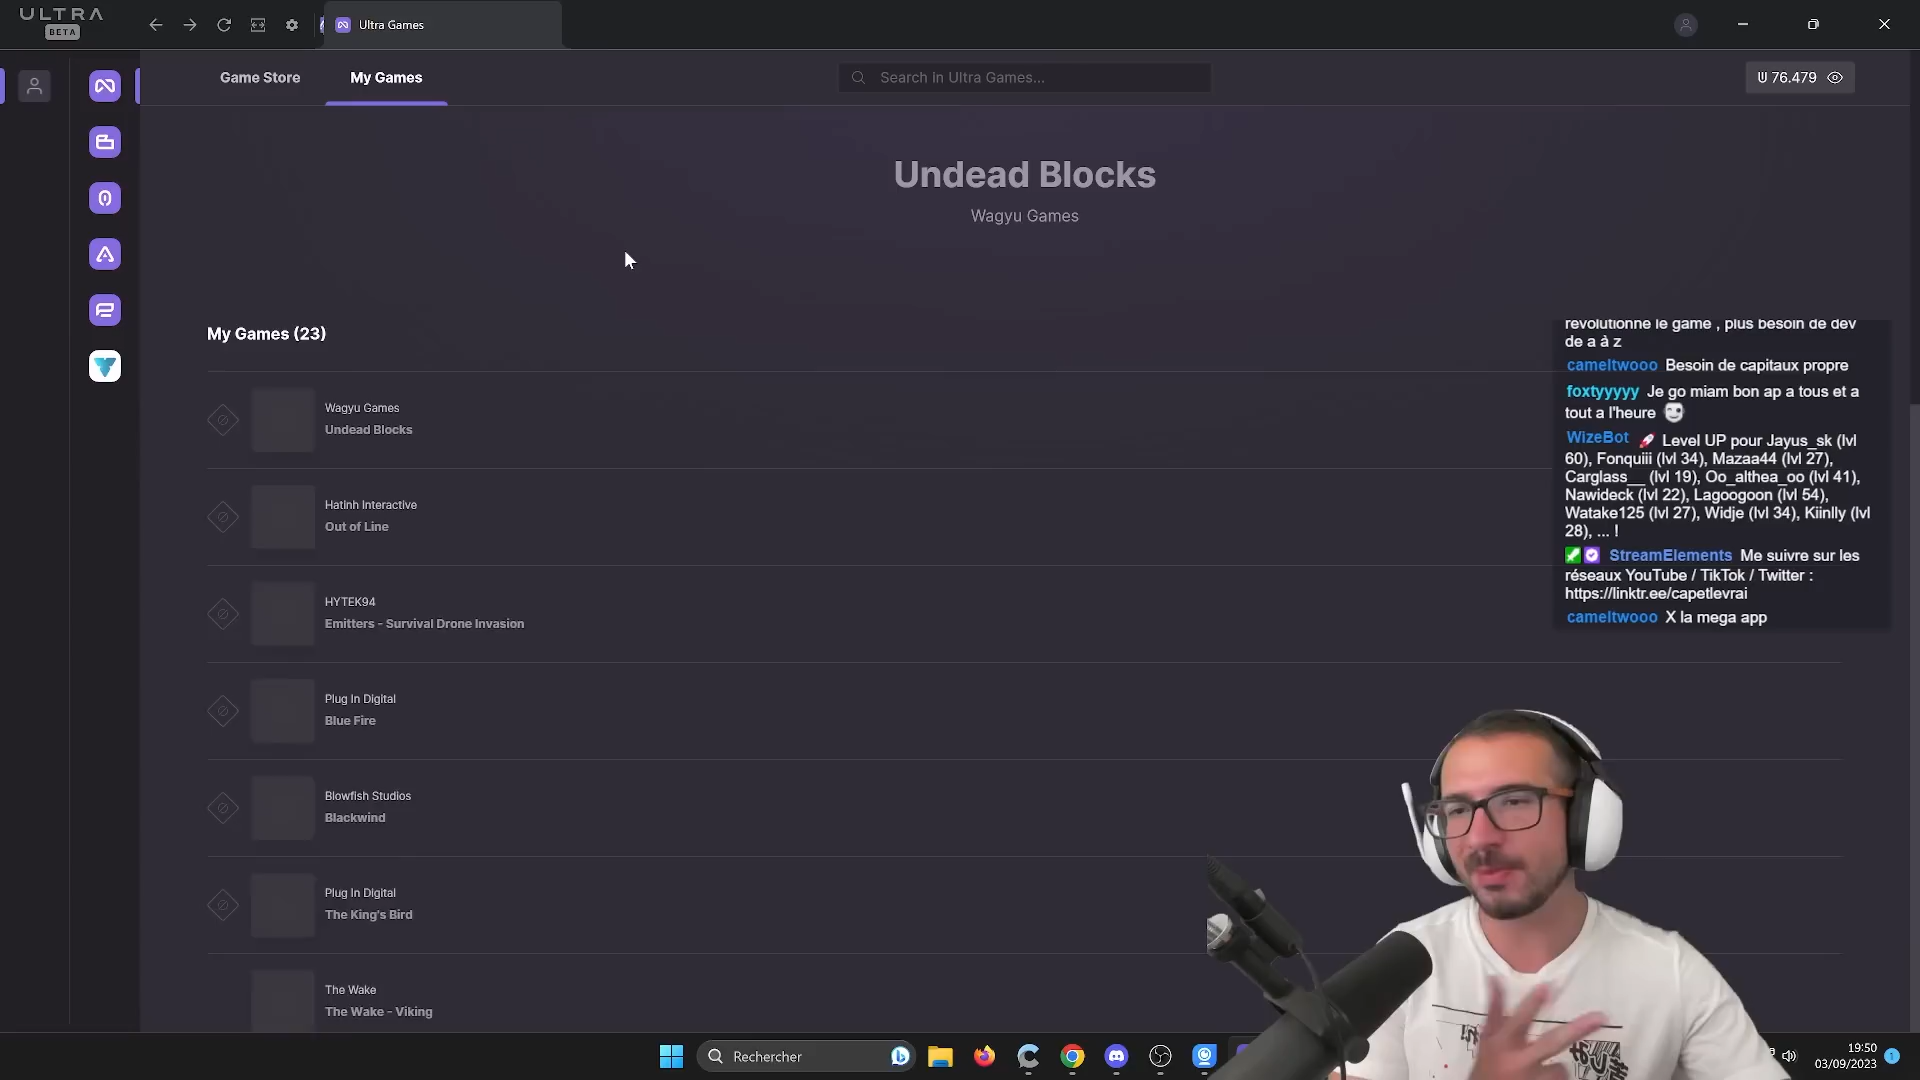 ULTRA
BETA
Ultra Games
Game Store
My Games
Search in Ultra Games...
76.479
Undead Blocks
Wagyu Games
My Games (23)
Wagyu Games
Undead Blocks
Hatinh Interactive
Out of Line
HYTEK94
Emitters - Survival Drone Invasion
Plug In Digital
Blue Fire
Blowfish Studios
Blackwind
Plug In Digital
The King's Bird
The Wake
The Wake - Viking
revolutionne le game , plus besoin de dev
de a à z
cameltwooo Besoin de capitaux propre
foxtyyyyy Je go miam bon ap a tous et a
tout a l'heure
WizeBot Level UP pour Jayus_sk (lvl
60), Fonquiii (lvl 34), Mazaa44 (lvl 27),
Carglass__ (lvl 19), Oo_althea_oo (lvl 41),
Nawideck (lvl 22), Lagoogoon (lvl 54),
Watake125 (lvl 27), Widje (lvl 34), Kiinlly (lvl
28), ... !
StreamElements Me suivre sur les
réseaux YouTube / TikTok / Twitter :
https://linktr.ee/capetlevrai
cameltwooo X la mega app
Rechercher
19:50
03/09/2023
1